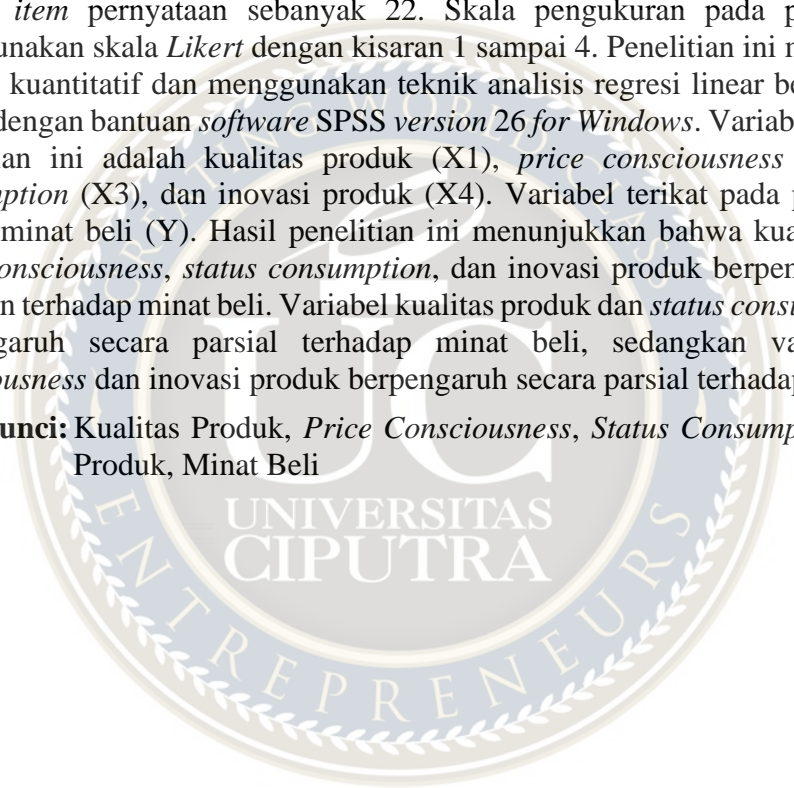 item pernyataan sebanyak 22. Skala pengukuran pada p
unakan skala Likert dengan kisaran 1 sampai 4. Penelitian ini m
kuantitatif dan menggunakan teknik analisis regresi linear be
dengan bantuan software SPSS version 26 for Windows. Variab
an ini adalah kualitas produk (X1), price consciousness
ption (X3), dan inovasi produk (X4). Variabel terikat pada p
minat beli (Y). Hasil penelitian ini menunjukkan bahwa kua
onsciousness, status consumption, dan inovasi produk berpen
n terhadap minat beli. Variabel kualitas produk dan status consu
garuh secara parsial terhadap minat beli, sedangkan va
ousness dan inovasi produk berpengaruh secara parsial terhadap
unci: Kualitas Produk, Price Consciousness, Status Consump
Produk, Minat Beli
CREATING WORLD CLASS
UC
UNIVERSITAS
CIPUTRA
ENTREPRENEURS